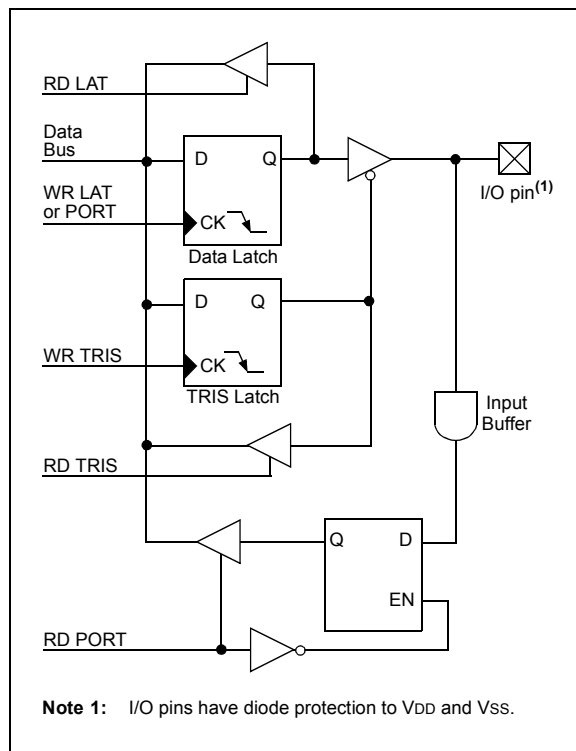 RD LAT
Data
Bus
D Q
I/O pin(1)
WR LAT
or PORT
CK
Data Latch
D Q
WR TRIS
CK
TRIS Latch
Input
Buffer
RD TRIS
Q D
EN
RD PORT
Note 1: I/O pins have diode protection to VDD and VSS.